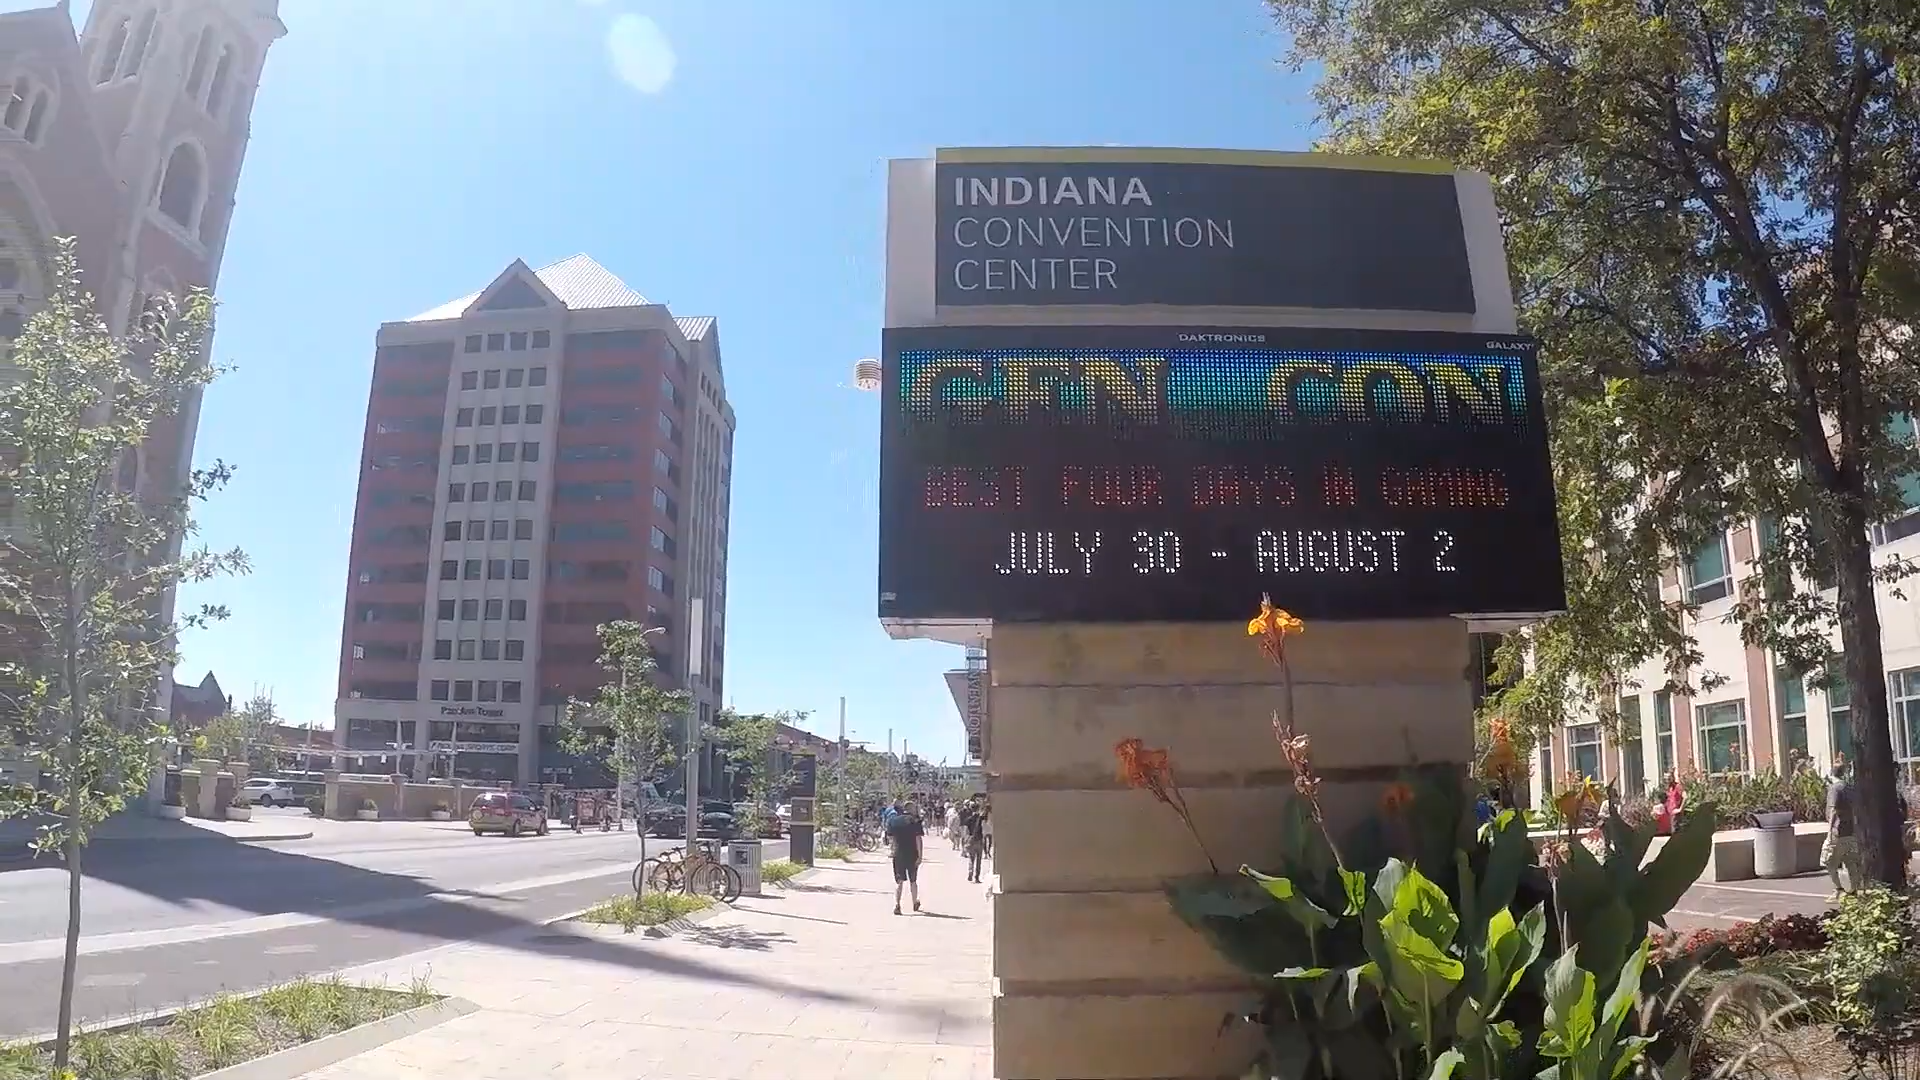 INDIANA
CONVENTION
CENTER
DAKTRONICS
GALAXY
GEN CON
BEST FOUR DAYS IN GAMING
JULY 30 - AUGUST 2